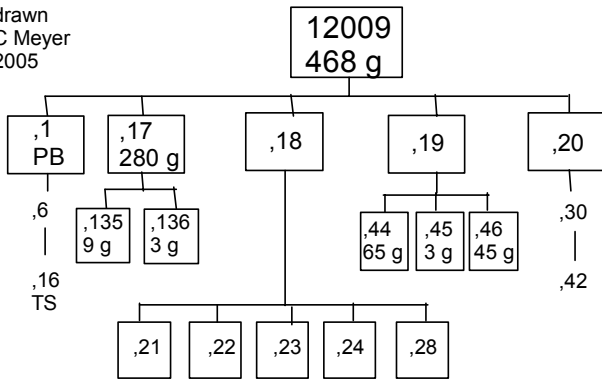 drawn
C Meyer
2005
12009
468 g
,1
PB
,17
280 g
,18
,19
,20
,6
,16
TS
,135
9 g
,136
3 g
,44
65 g
,45
3 g
,46
45 g
,30
,42
,21
,22
,23
,24
,28